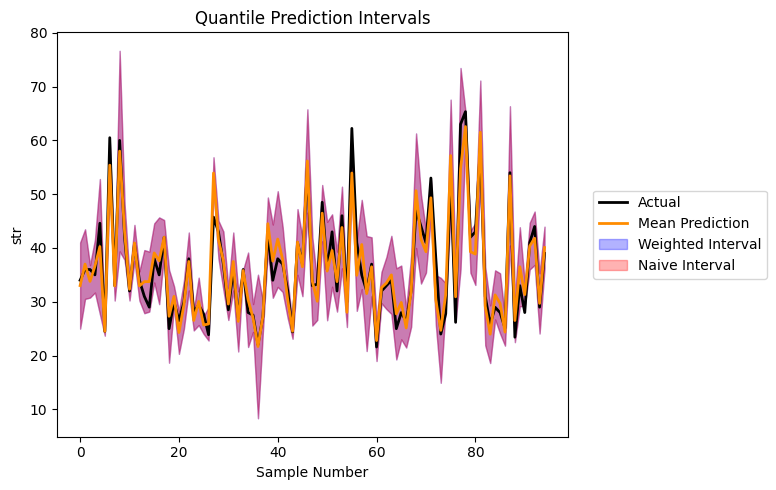 Quantile Prediction Intervals
80
70
60
50
40
30
20
10
str
0
20
40
60
80
Sample Number
Actual
Mean Prediction
Weighted Interval
Naive Interval